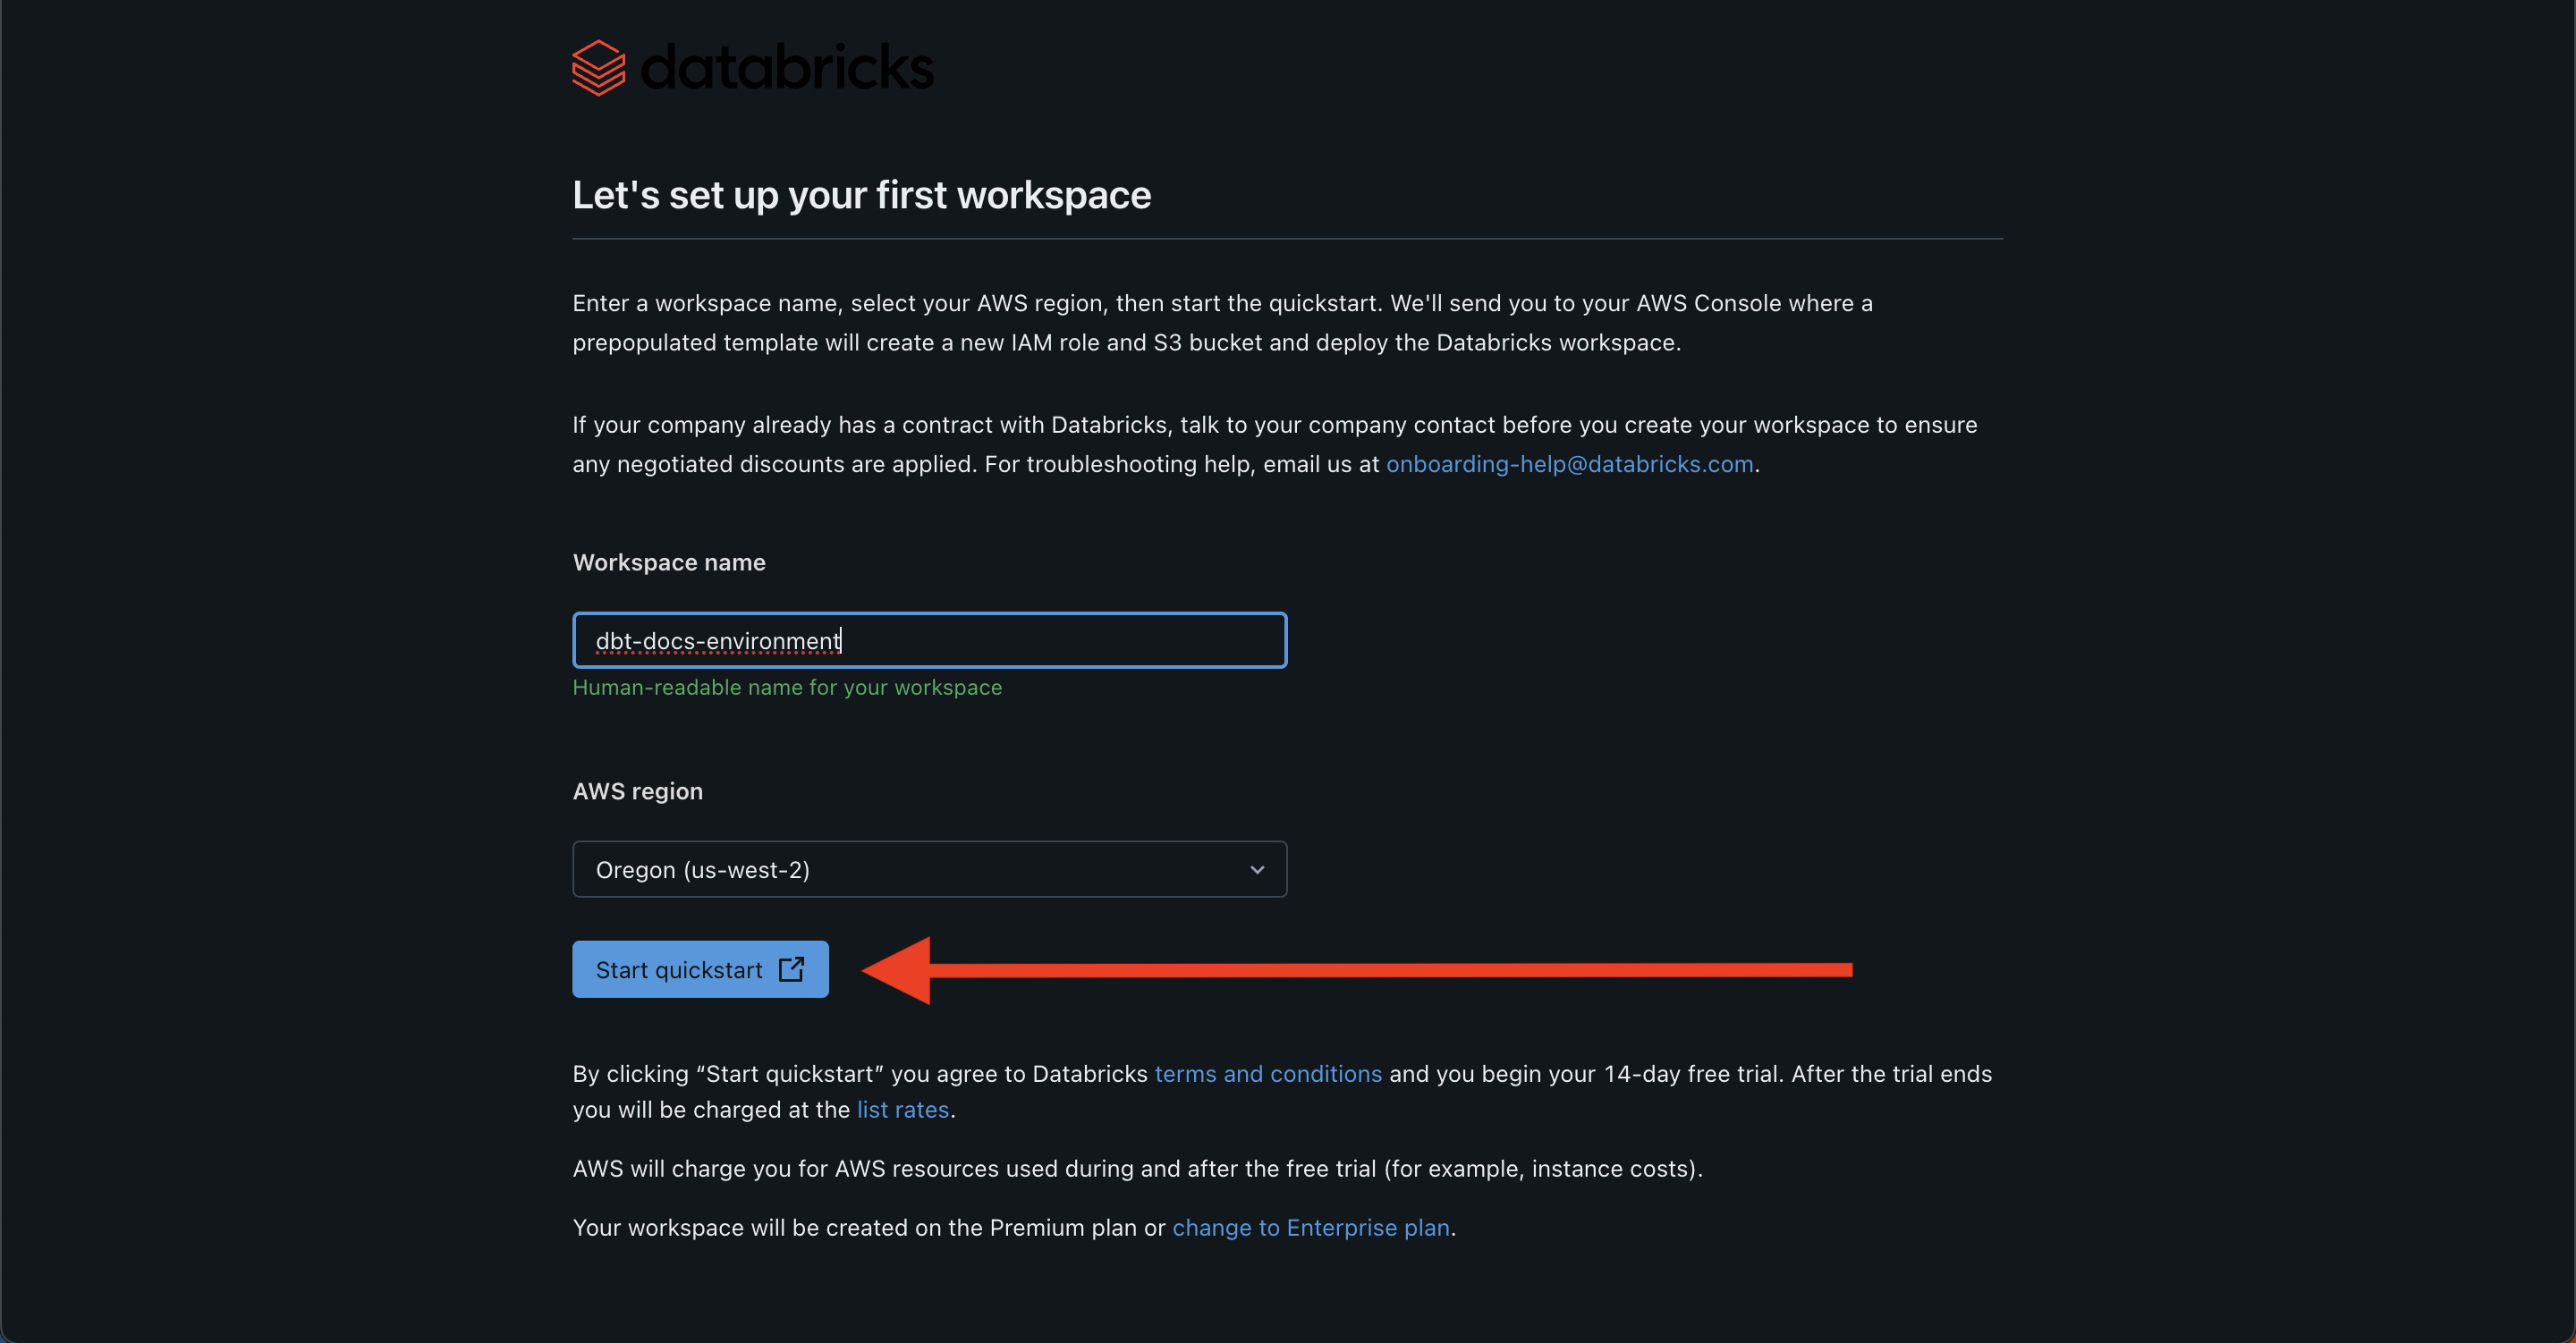 databricks
Let's set up your first workspace
Enter a workspace name, select your AWS region, then start the quickstart. We'll send you to your AWS Console where a
prepopulated template will create a new IAM role and S3 bucket and deploy the Databricks workspace.
If your company already has a contract with Databricks, talk to your company contact before you create your workspace to ensure
any negotiated discounts are applied. For troubleshooting help, email us at onboarding-help@databricks.com.
Workspace name
dbt-docs-environment
Human-readable name for your workspace
AWS region
Oregon (us-west-2)
Start quickstart
By clicking “Start quickstart” you agree to Databricks terms and conditions and you begin your 14-day free trial. After the trial ends
you will be charged at the list rates.
AWS will charge you for AWS resources used during and after the free trial (for example, instance costs).
Your workspace will be created on the Premium plan or change to Enterprise plan.